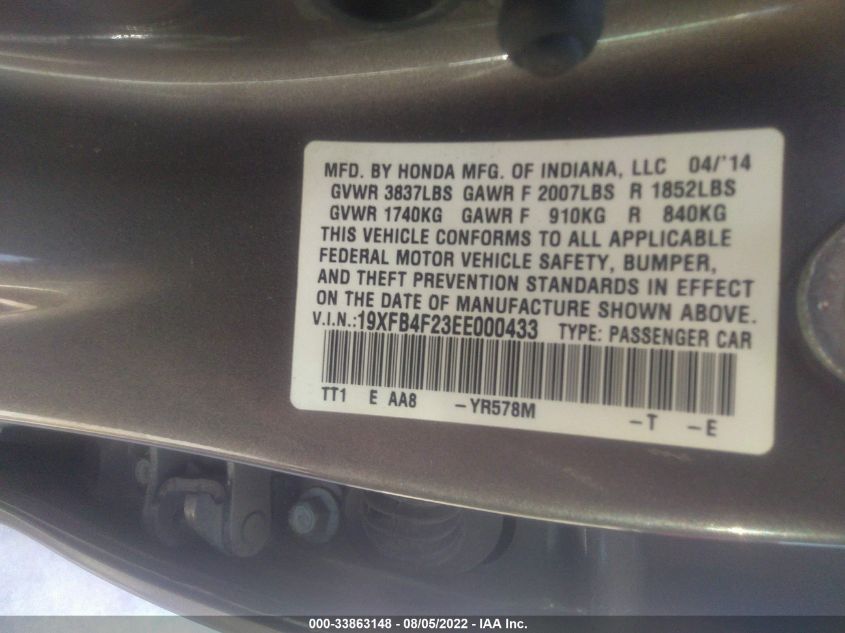 MFD. BY HONDA MFG. OF INDIANA, LLC 04/'14
GVWR 3837LBS GAWR F 2007LBS R 1852LBS
GVWR 1740KG GAWR F 910KG R 840KG
THIS VEHICLE CONFORMS TO ALL APPLICABLE
FEDERAL MOTOR VEHICLE SAFETY, BUMPER,
AND THEFT PREVENTION STANDARDS IN EFFECT
ON THE DATE OF MANUFACTURE SHOWN ABOVE.
V.I.N.:19XFB4F23EE000433 TYPE: PASSENGER CAR
TT1 E AA8 -YR578M -T -E
000-33863148 - 08/05/2022 - IAA Inc.